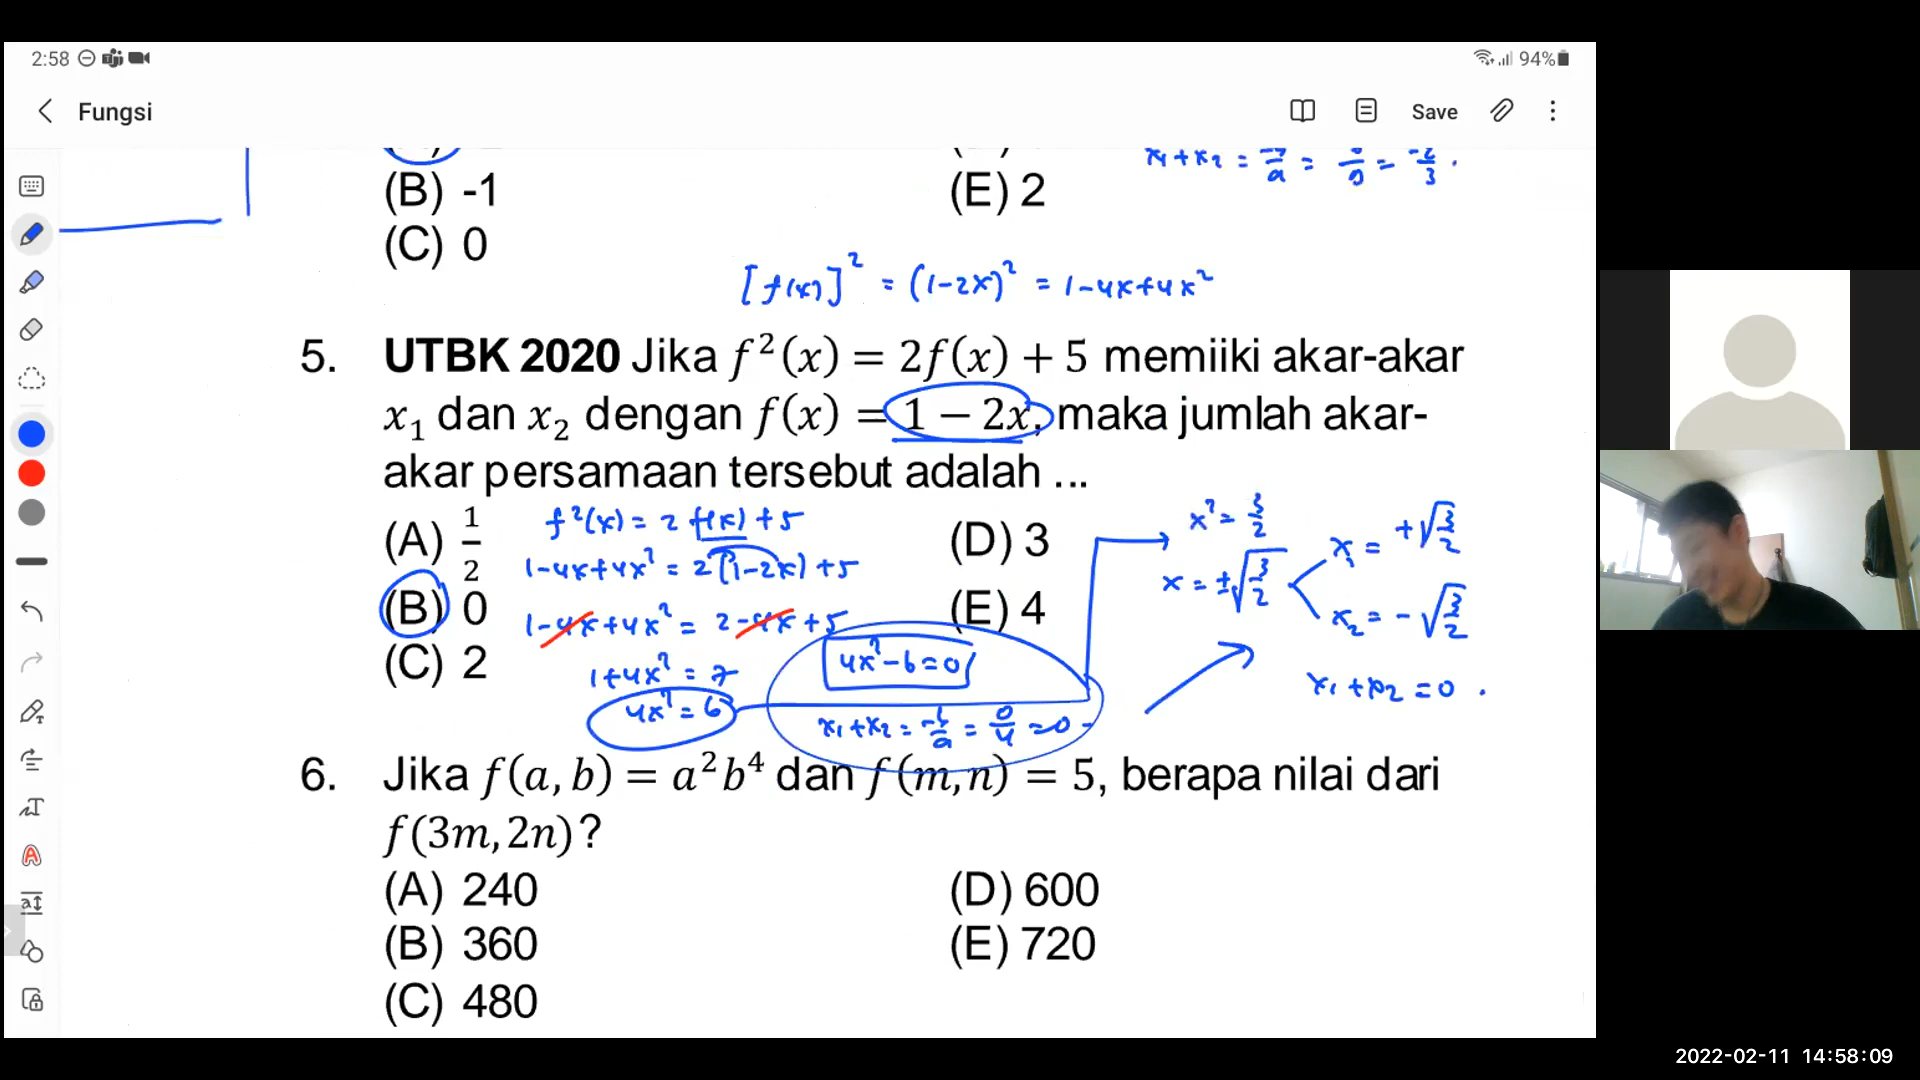 2:58
94%
Fungsi
Save
x₁ + x₂ =
a
= -2/3 .
(B) -1
(E) 2
(C) 0
[f(x)]² = (1-2x)² = 1-4x+4x²
5. UTBK 2020 Jika f²(x) = 2f(x) + 5 memiiki akar-akar
x₁ dan x₂ dengan f(x) = 1 − 2x, maka jumlah akar-
akar persamaan tersebut adalah ...
(A) 1/2
(B) 0
(C) 2
(D) 3
(E) 4
f²(x) = 2 f(x) + 5
1-4x+4x² = 2(1-2x)+5
1-4x+4x² = 2-4x+5
1+4x² = 7
4x² = 6
4x²-6=0
x₁+x₂ = -b/a = 0/4 = 0
x² = 3/2
x = ±√3/2
x₁ = +√3/2
x₂ = -√3/2
x₁+x₂ = 0 .
6. Jika f(a, b) = a²b⁴ dan f(m, n) = 5, berapa nilai dari
f(3m, 2n)?
(A) 240
(B) 360
(C) 480
(D) 600
(E) 720
2022-02-11 14:58:09